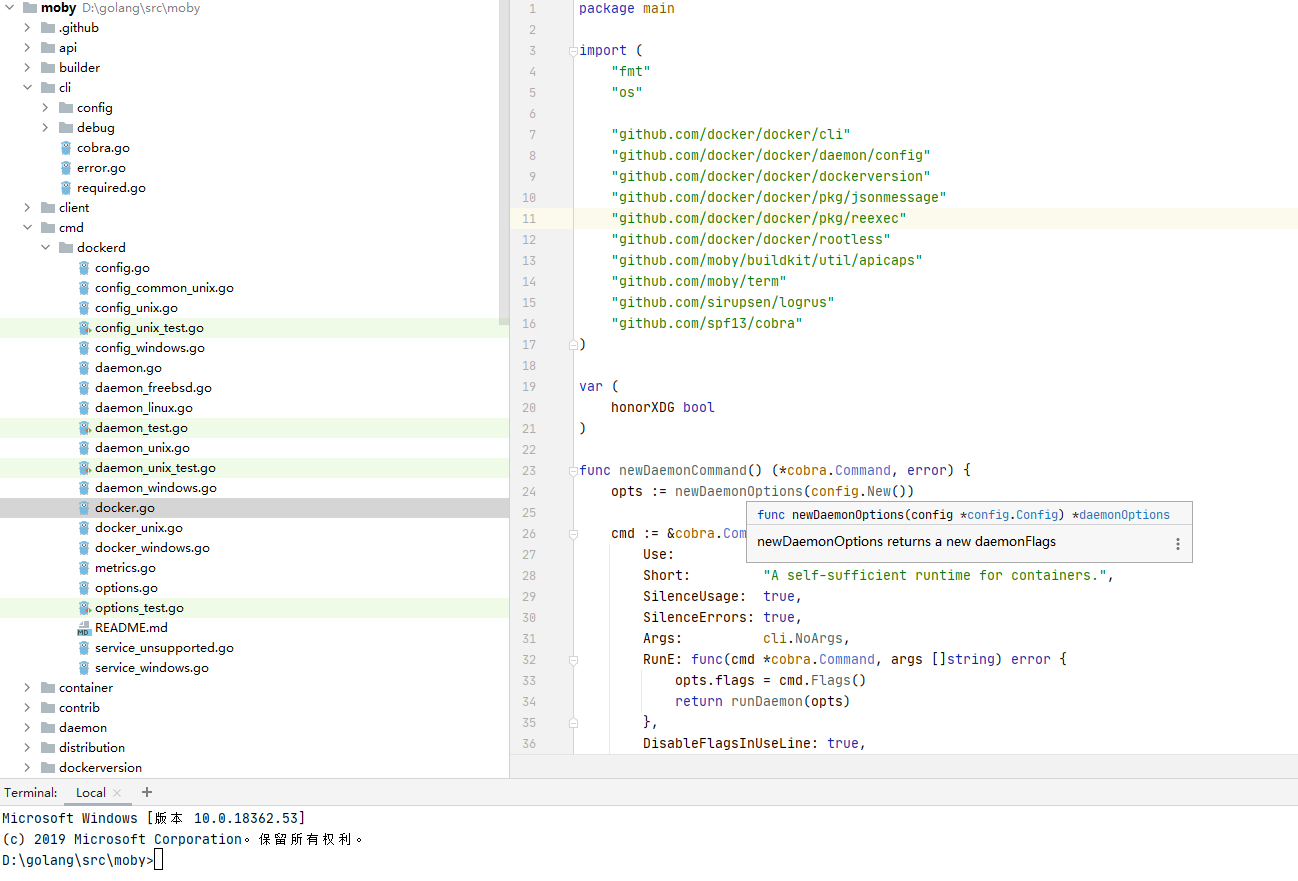 moby D:\golang\src\moby
.github
api
builder
cli
config
debug
cobra.go
error.go
required.go
client
cmd
dockerd
config.go
config_common_unix.go
config_unix.go
config_unix_test.go
config_windows.go
daemon.go
daemon_freebsd.go
daemon_linux.go
daemon_test.go
daemon_unix.go
daemon_unix_test.go
daemon_windows.go
docker.go
docker_unix.go
docker_windows.go
metrics.go
options.go
options_test.go
README.md
service_unsupported.go
service_windows.go
container
contrib
daemon
distribution
dockerversion
1 package main
2
3 import (
4 "fmt"
5 "os"
6
7 "github.com/docker/docker/cli"
8 "github.com/docker/docker/daemon/config"
9 "github.com/docker/docker/dockerversion"
10 "github.com/docker/docker/pkg/jsonmessage"
11 "github.com/docker/docker/pkg/reexec"
12 "github.com/docker/docker/rootless"
13 "github.com/moby/buildkit/util/apicaps"
14 "github.com/moby/term"
15 "github.com/sirupsen/logrus"
16 "github.com/spf13/cobra"
17 )
18
19 var (
20 honorXDG bool
21 )
22
23 func newDaemonCommand() (*cobra.Command, error) {
24 opts := newDaemonOptions(config.New())
25
26 cmd := &cobra.Com
27 Use:
28 Short: "A self-sufficient runtime for containers.",
29 SilenceUsage: true,
30 SilenceErrors: true,
31 Args: cli.NoArgs,
32 RunE: func(cmd *cobra.Command, args []string) error {
33 opts.flags = cmd.Flags()
34 return runDaemon(opts)
35 },
36 DisableFlagsInUseLine: true,
func newDaemonOptions(config *config.Config) *daemonOptions
newDaemonOptions returns a new daemonFlags
Terminal: Local × +
Microsoft Windows [版本 10.0.18362.53]
(c) 2019 Microsoft Corporation。保留所有权利。
D:\golang\src\moby>